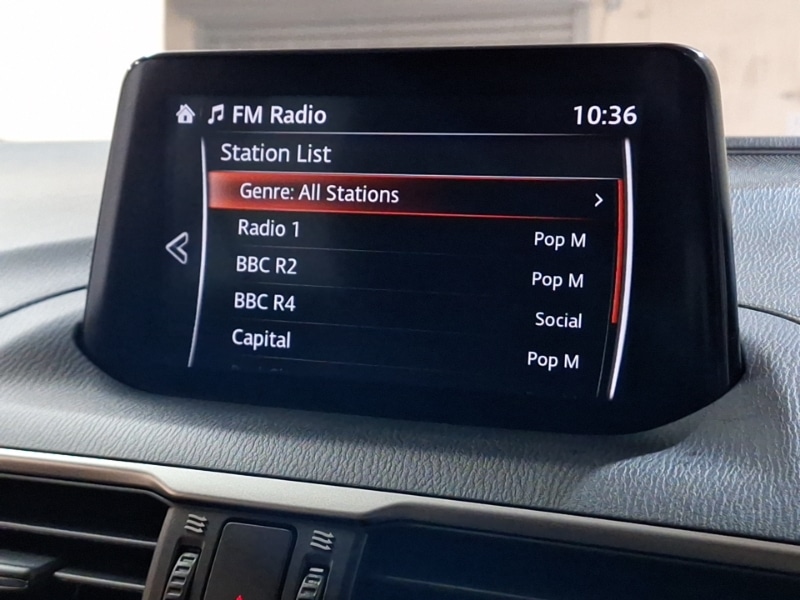 FM Radio 10:36
Station List
Genre: All Stations
Radio 1 Pop M
BBC R2 Pop M
BBC R4 Social
Capital Pop M